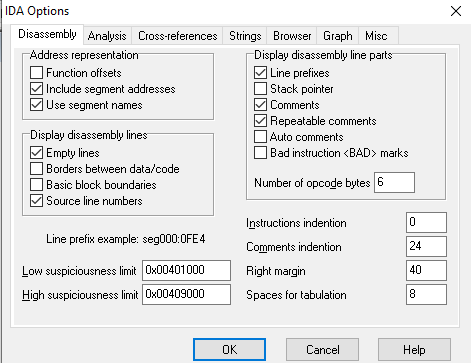 IDA Options
Disassembly Analysis Cross-references Strings Browser Graph Misc
Address representation
Function offsets
Include segment addresses
Use segment names
Display disassembly lines
Empty lines
Borders between data/code
Basic block boundaries
Source line numbers
Line prefix example: seg000:0FE4
Low suspiciousness limit 0x00401000
High suspiciousness limit 0x00409000
Display disassembly line parts
Line prefixes
Stack pointer
Comments
Repeatable comments
Auto comments
Bad instruction <BAD> marks
Number of opcode bytes 6
Instructions indention 0
Comments indention 24
Right margin 40
Spaces for tabulation 8
OK Cancel Help